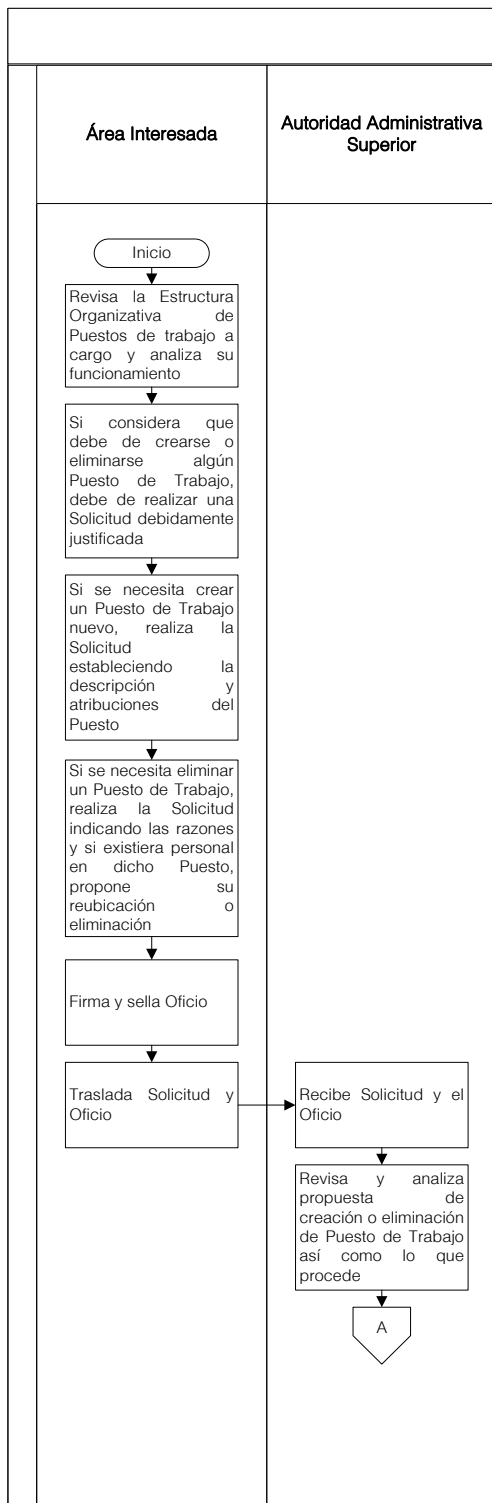 Área Interesada
Autoridad Administrativa
Superior
Inicio
Revisa la Estructura
Organizativa de
Puestos de trabajo a
cargo y analiza su
funcionamiento
Si considera que
debe de crearse o
eliminarse algún
Puesto de Trabajo,
debe de realizar una
Solicitud debidamente
justificada
Si se necesita crear
un Puesto de Trabajo
nuevo, realiza la
Solicitud
estableciendo la
descripción y
atribuciones del
Puesto
Si se necesita eliminar
un Puesto de Trabajo,
realiza la Solicitud
indicando las razones
y si existiera personal
en dicho Puesto,
propone su
reubicación o
eliminación
Firma y sella Oficio
Traslada Solicitud y
Oficio
Recibe Solicitud y el
Oficio
Revisa y analiza
propuesta de
creación o eliminación
de Puesto de Trabajo
así como lo que
procede
A